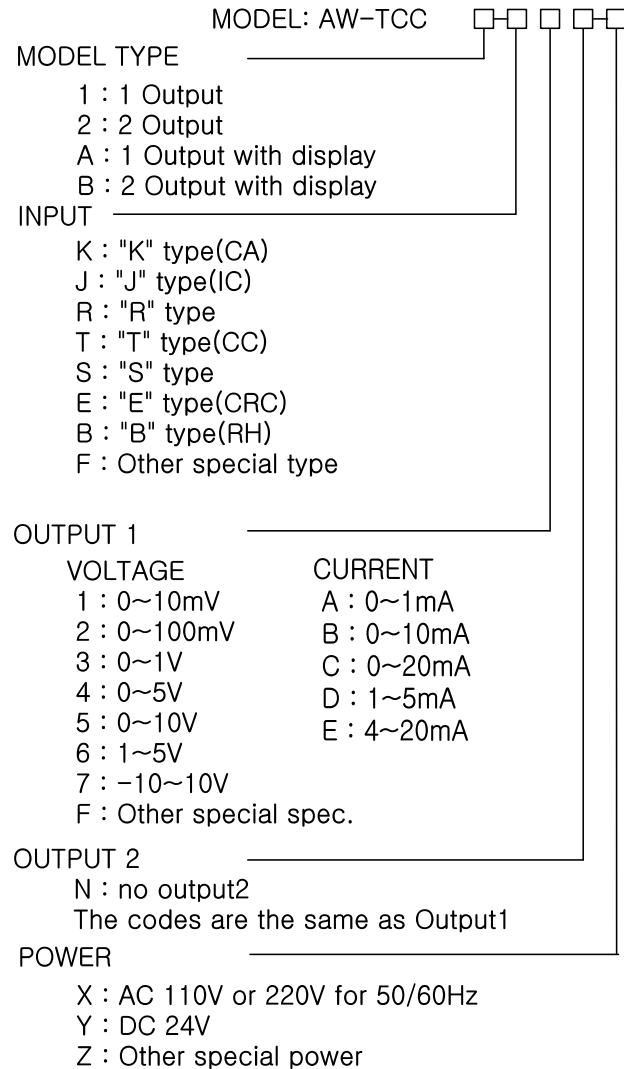 MODEL: AW-TCC □-□ □ □-□
MODEL TYPE
1 : 1 Output
2 : 2 Output
A : 1 Output with display
B : 2 Output with display
INPUT
K : "K" type(CA)
J : "J" type(IC)
R : "R" type
T : "T" type(CC)
S : "S" type
E : "E" type(CRC)
B : "B" type(RH)
F : Other special type
OUTPUT 1
VOLTAGE
1 : 0~10mV
2 : 0~100mV
3 : 0~1V
4 : 0~5V
5 : 0~10V
6 : 1~5V
7 : -10~10V
F : Other special spec.
CURRENT
A : 0~1mA
B : 0~10mA
C : 0~20mA
D : 1~5mA
E : 4~20mA
OUTPUT 2
N : no output2
The codes are the same as Output1
POWER
X : AC 110V or 220V for 50/60Hz
Y : DC 24V
Z : Other special power